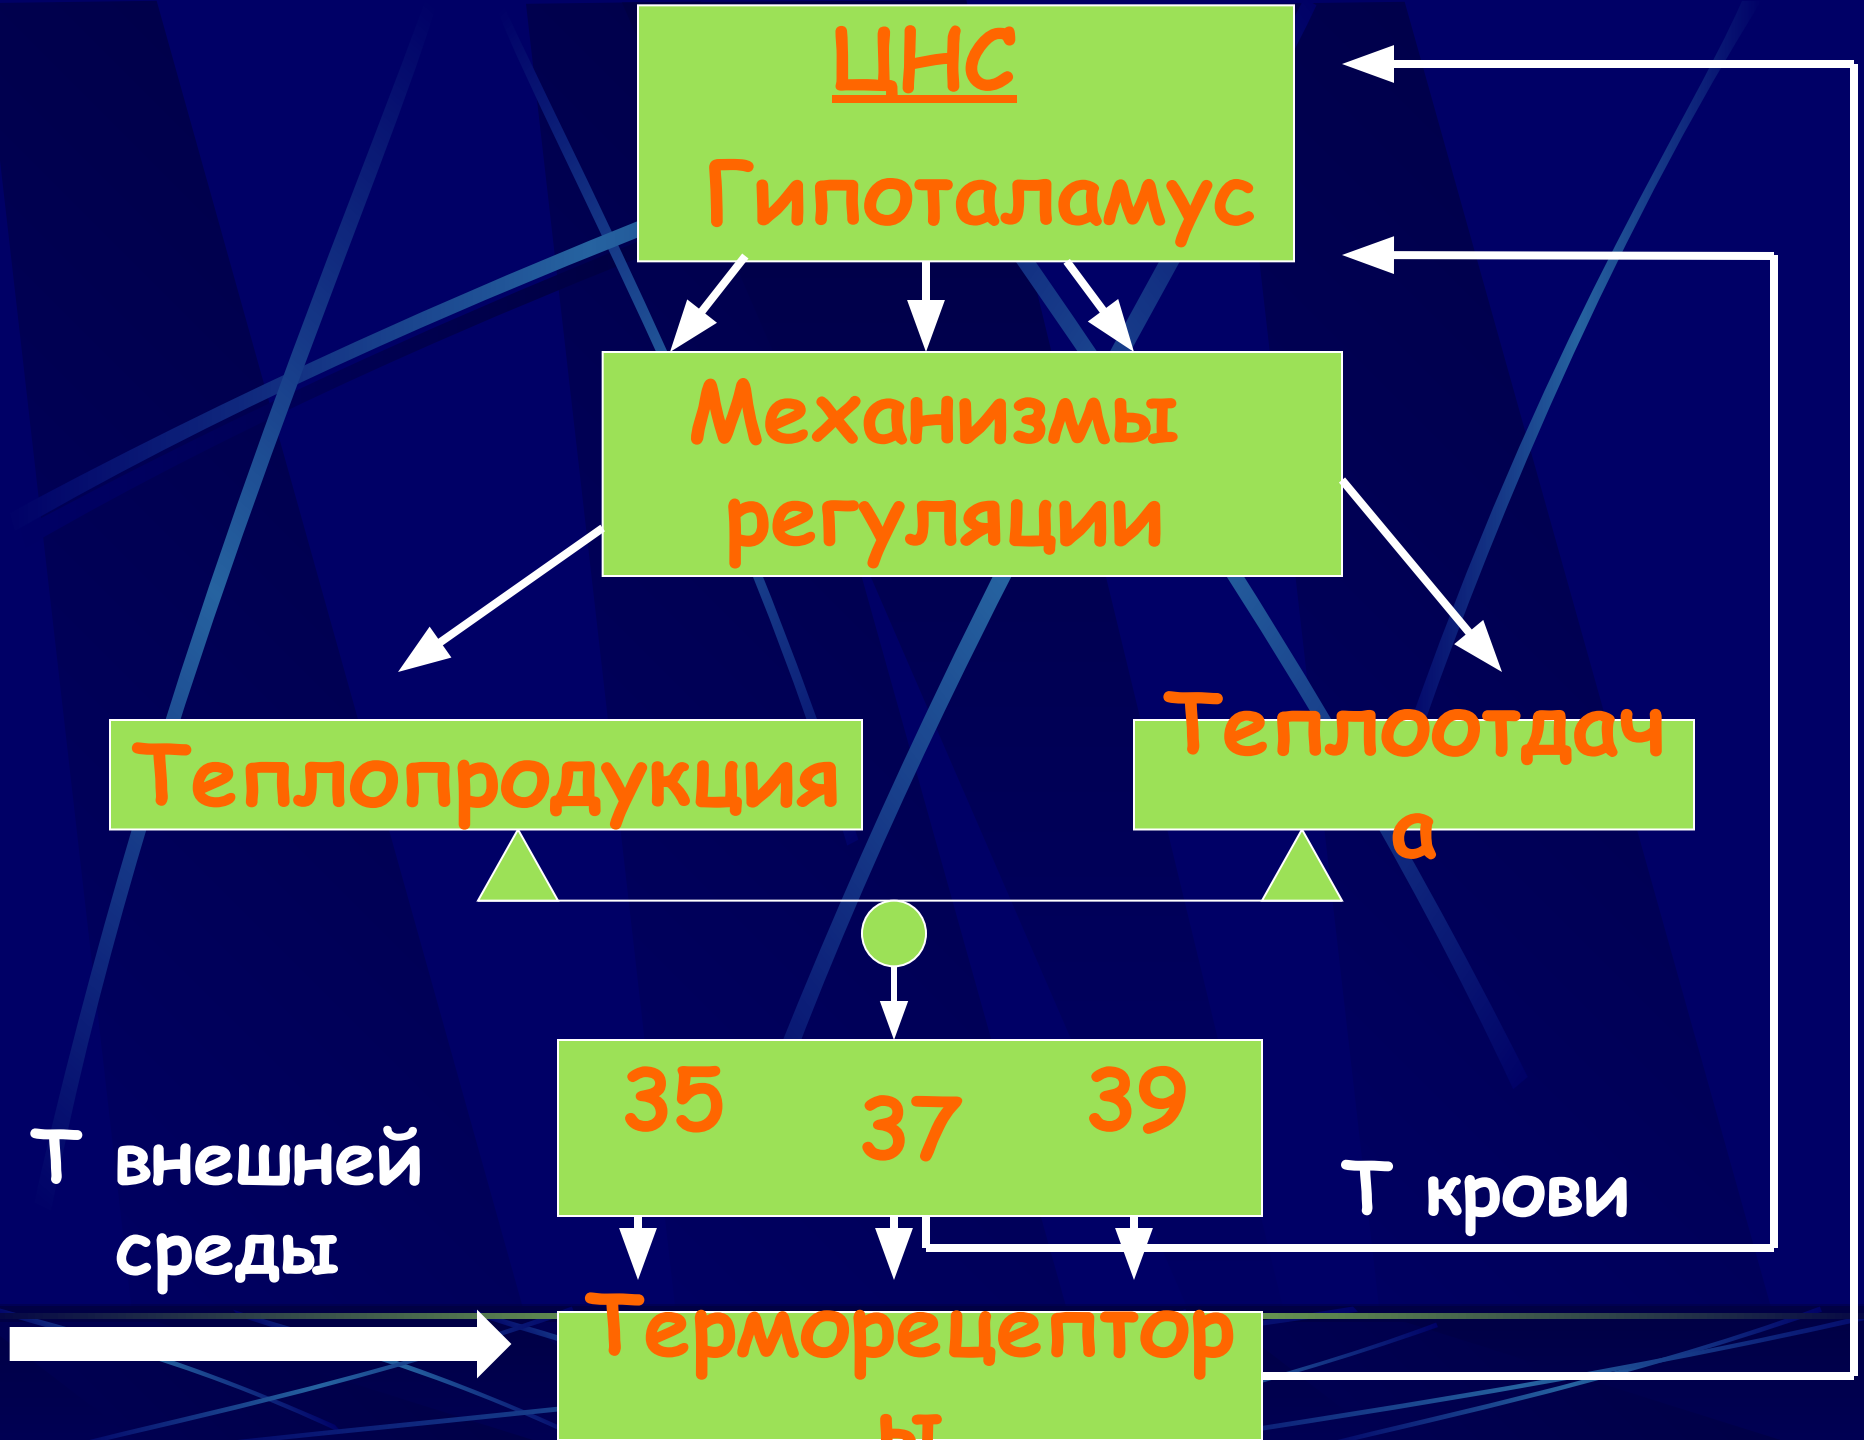 ЦНС
Гипоталамус
Механизмы
регуляции
Теплопродукция
Теплоотдач
а
35 37 39
Т внешней
среды
Т крови
Терморецептор
ы